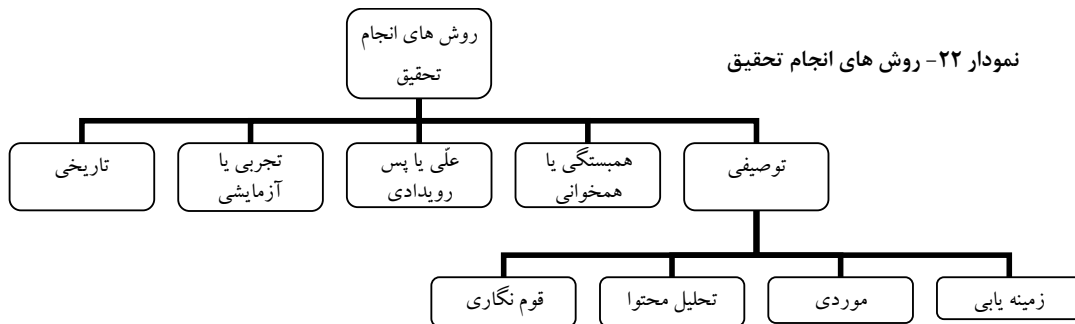 نمودار ۲۲- روش های انجام تحقیق
روش های انجام
تحقیق
توصیفی
همبستگی یا
همخوانی
علّی یا پس
رویدادی
تجربی یا
آزمایشی
تاریخی
زمینه یابی
موردی
تحلیل محتوا
قوم نگاری